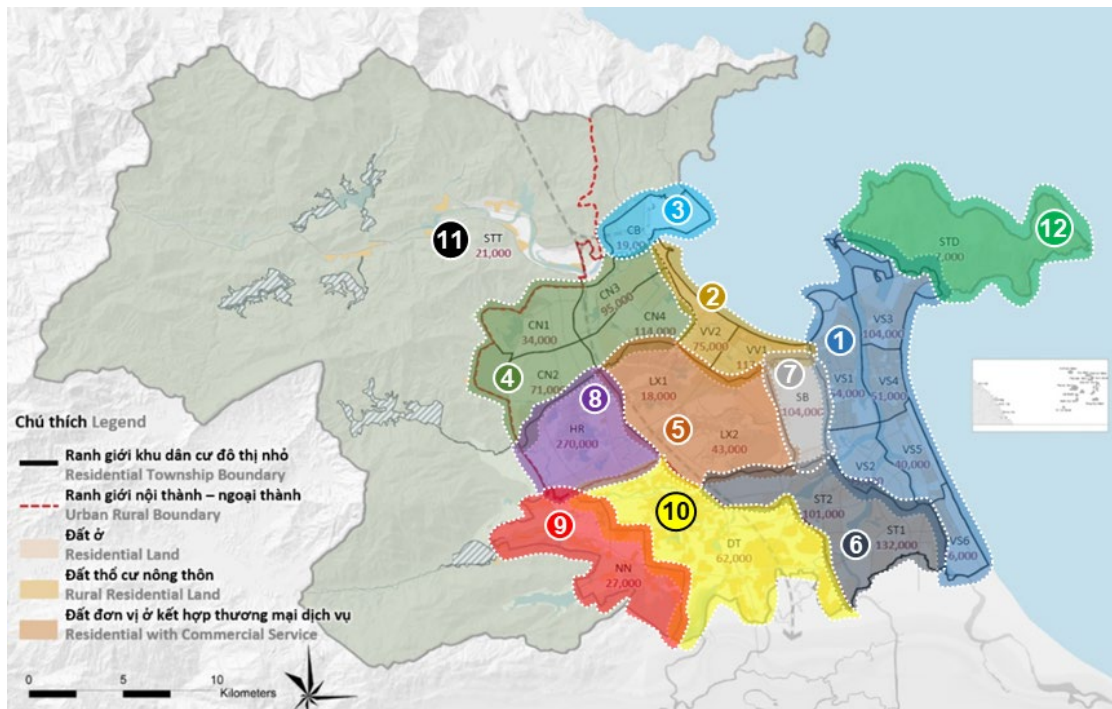 3
12
11
STT
21,000
CB
STD
2
CN3
95,000
CN1
34,000
CN4
114,000
VV2
75,000
VV1
1
VS3
104,000
VS1
VS4
4
CN2
71,000
8
LX1
18,000
7
SB
104,000
HR
270,000
5
LX2
43,000
VS5
40,000
VS2
10
ST2
101,000
ST1
132,000
9
DT
62,000
6
VS6
NN
27,000
Chú thích Legend
Ranh giới khu dân cư đô thị nhỏ
Residential Township Boundary
Ranh giới nội thành – ngoại thành
Urban Rural Boundary
Đất ở
Residential Land
Đất thổ cư nông thôn
Rural Residential Land
Đất đơn vị ở kết hợp thương mại dịch vụ
Residential with Commercial Service
0 5 10
Kilometers